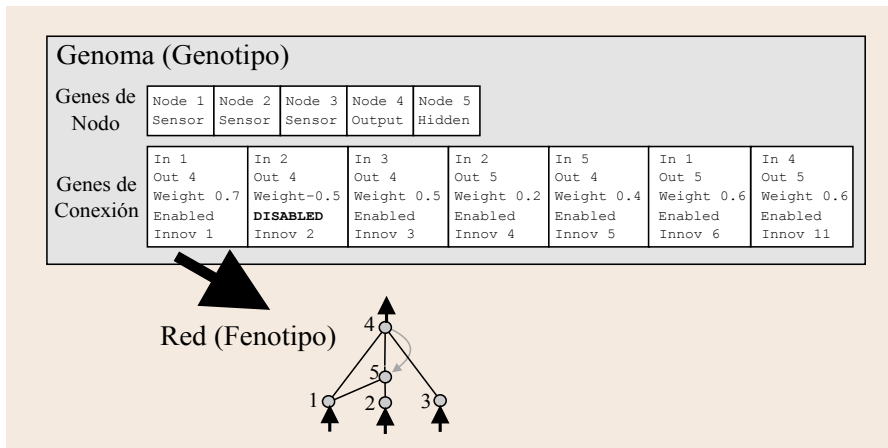 Genoma (Genotipo)
Genes de
Nodo
Node 1 Node 2 Node 3 Node 4 Node 5
Sensor Sensor Sensor Output Hidden
Genes de
Conexión
In 1 In 2 In 3 In 2 In 5 In 1 In 4
Out 4 Out 4 Out 4 Out 5 Out 4 Out 5 Out 5
Weight 0.7 Weight-0.5 Weight 0.5 Weight 0.2 Weight 0.4 Weight 0.6 Weight 0.6
Enabled DISABLED Enabled Enabled Enabled Enabled Enabled
Innov 1 Innov 2 Innov 3 Innov 4 Innov 5 Innov 6 Innov 11
Red (Fenotipo)
4
5
1 2 3